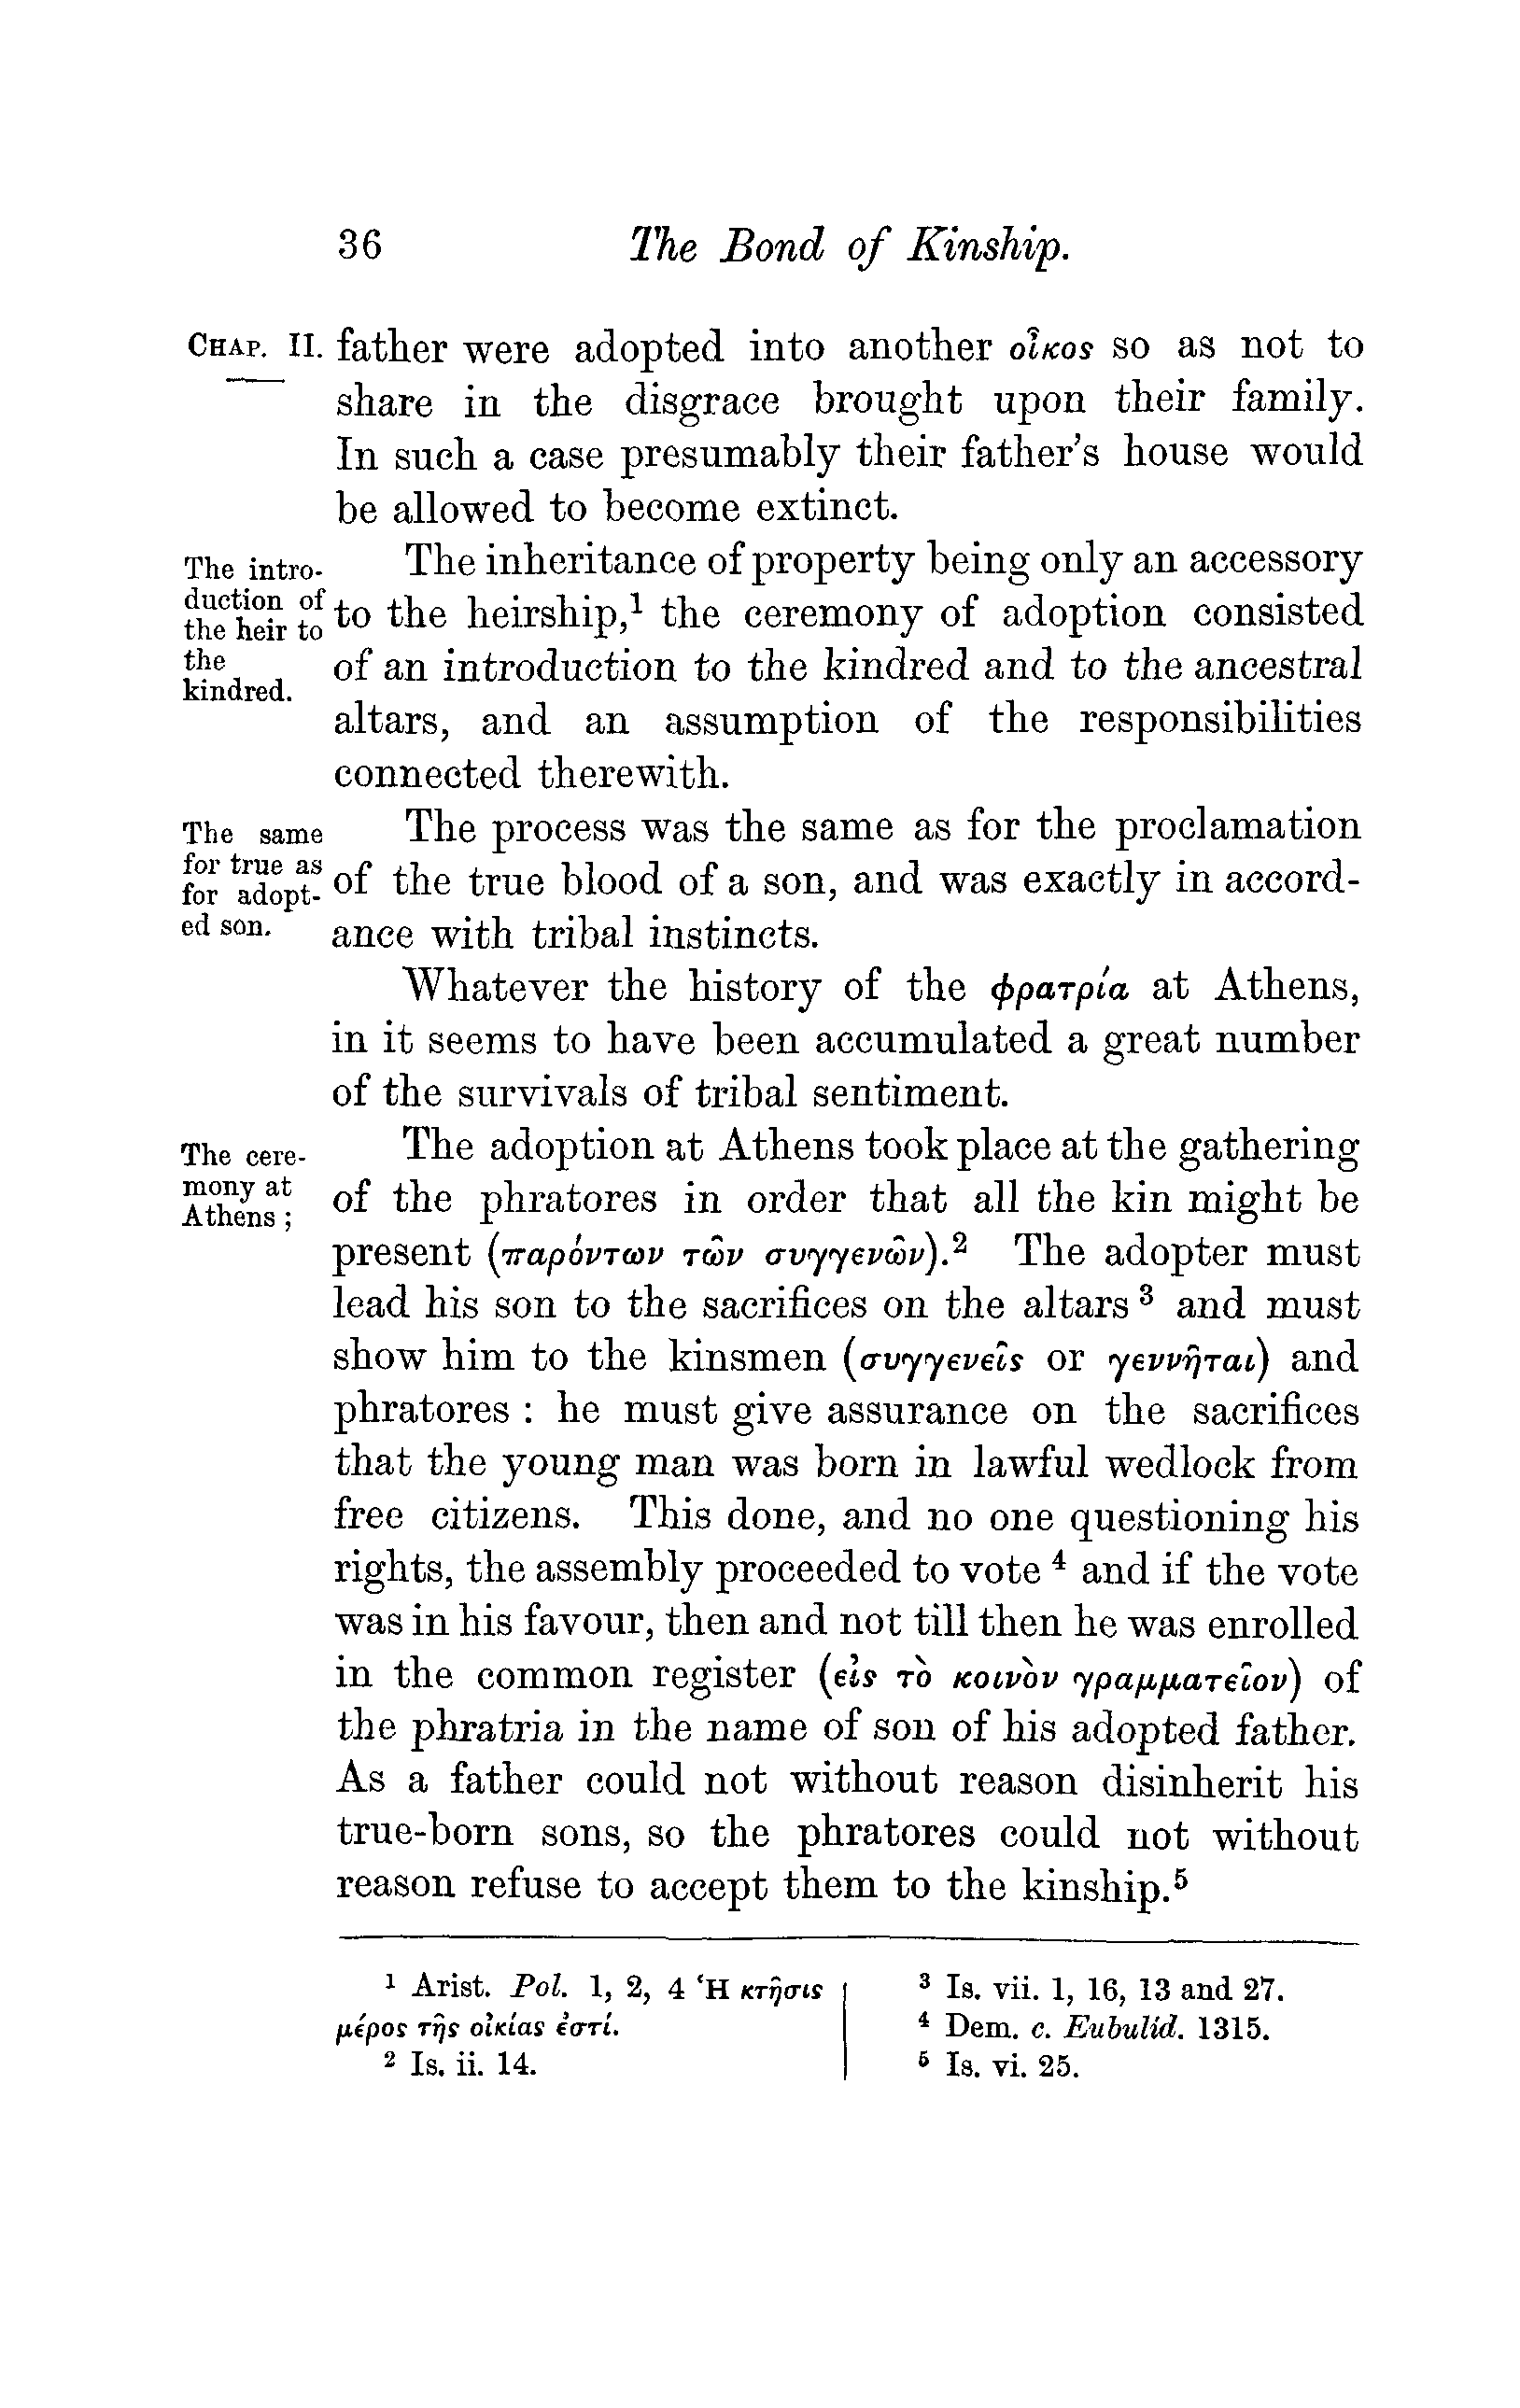 36 The Bond of Kinship.
CHAP. II.
father were adopted into another οἶκος so as not to
share in the disgrace brought upon their family.
In such a case presumably their father's house would
be allowed to become extinct.
The intro-
duction of
the heir to
the
kindred.
The inheritance of property being only an accessory
to the heirship,¹ the ceremony of adoption consisted
of an introduction to the kindred and to the ancestral
altars, and an assumption of the responsibilities
connected therewith.
The same
for true as
for adopt-
ed son.
The process was the same as for the proclamation
of the true blood of a son, and was exactly in accord-
ance with tribal instincts.
Whatever the history of the φρατρία at Athens,
in it seems to have been accumulated a great number
of the survivals of tribal sentiment.
The cere-
mony at
Athens ;
The adoption at Athens took place at the gathering
of the phratores in order that all the kin might be
present (παρόντων τῶν συγγενῶν).² The adopter must
lead his son to the sacrifices on the altars ³ and must
show him to the kinsmen (συγγενεῖς or γεννῆται) and
phratores : he must give assurance on the sacrifices
that the young man was born in lawful wedlock from
free citizens. This done, and no one questioning his
rights, the assembly proceeded to vote ⁴ and if the vote
was in his favour, then and not till then he was enrolled
in the common register (εἰς τὸ κοινὸν γραμματεῖον) of
the phratria in the name of son of his adopted father.
As a father could not without reason disinherit his
true-born sons, so the phratores could not without
reason refuse to accept them to the kinship.⁵
¹ Arist. Pol. 1, 2, 4 Ἡ κτῆσις
μέρος τῆς οἰκίας ἐστί.
² Is. ii. 14.
³ Is. vii. 1, 16, 13 and 27.
⁴ Dem. c. Eubulid. 1315.
⁵ Is. vi. 25.